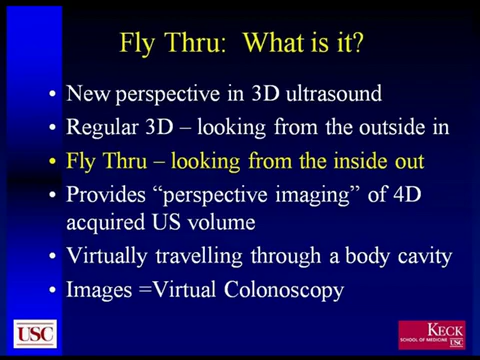 Fly Thru: What is it?
• New perspective in 3D ultrasound
• Regular 3D – looking from the outside in
• Fly Thru – looking from the inside out
• Provides “perspective imaging” of 4D
acquired US volume
• Virtually travelling through a body cavity
• Images =Virtual Colonoscopy
USC
KECK
SCHOOL OF MEDICINE USC